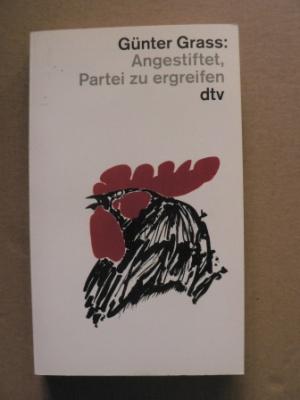 Günter Grass:
Angestiftet,
Partei zu ergreifen
dtv